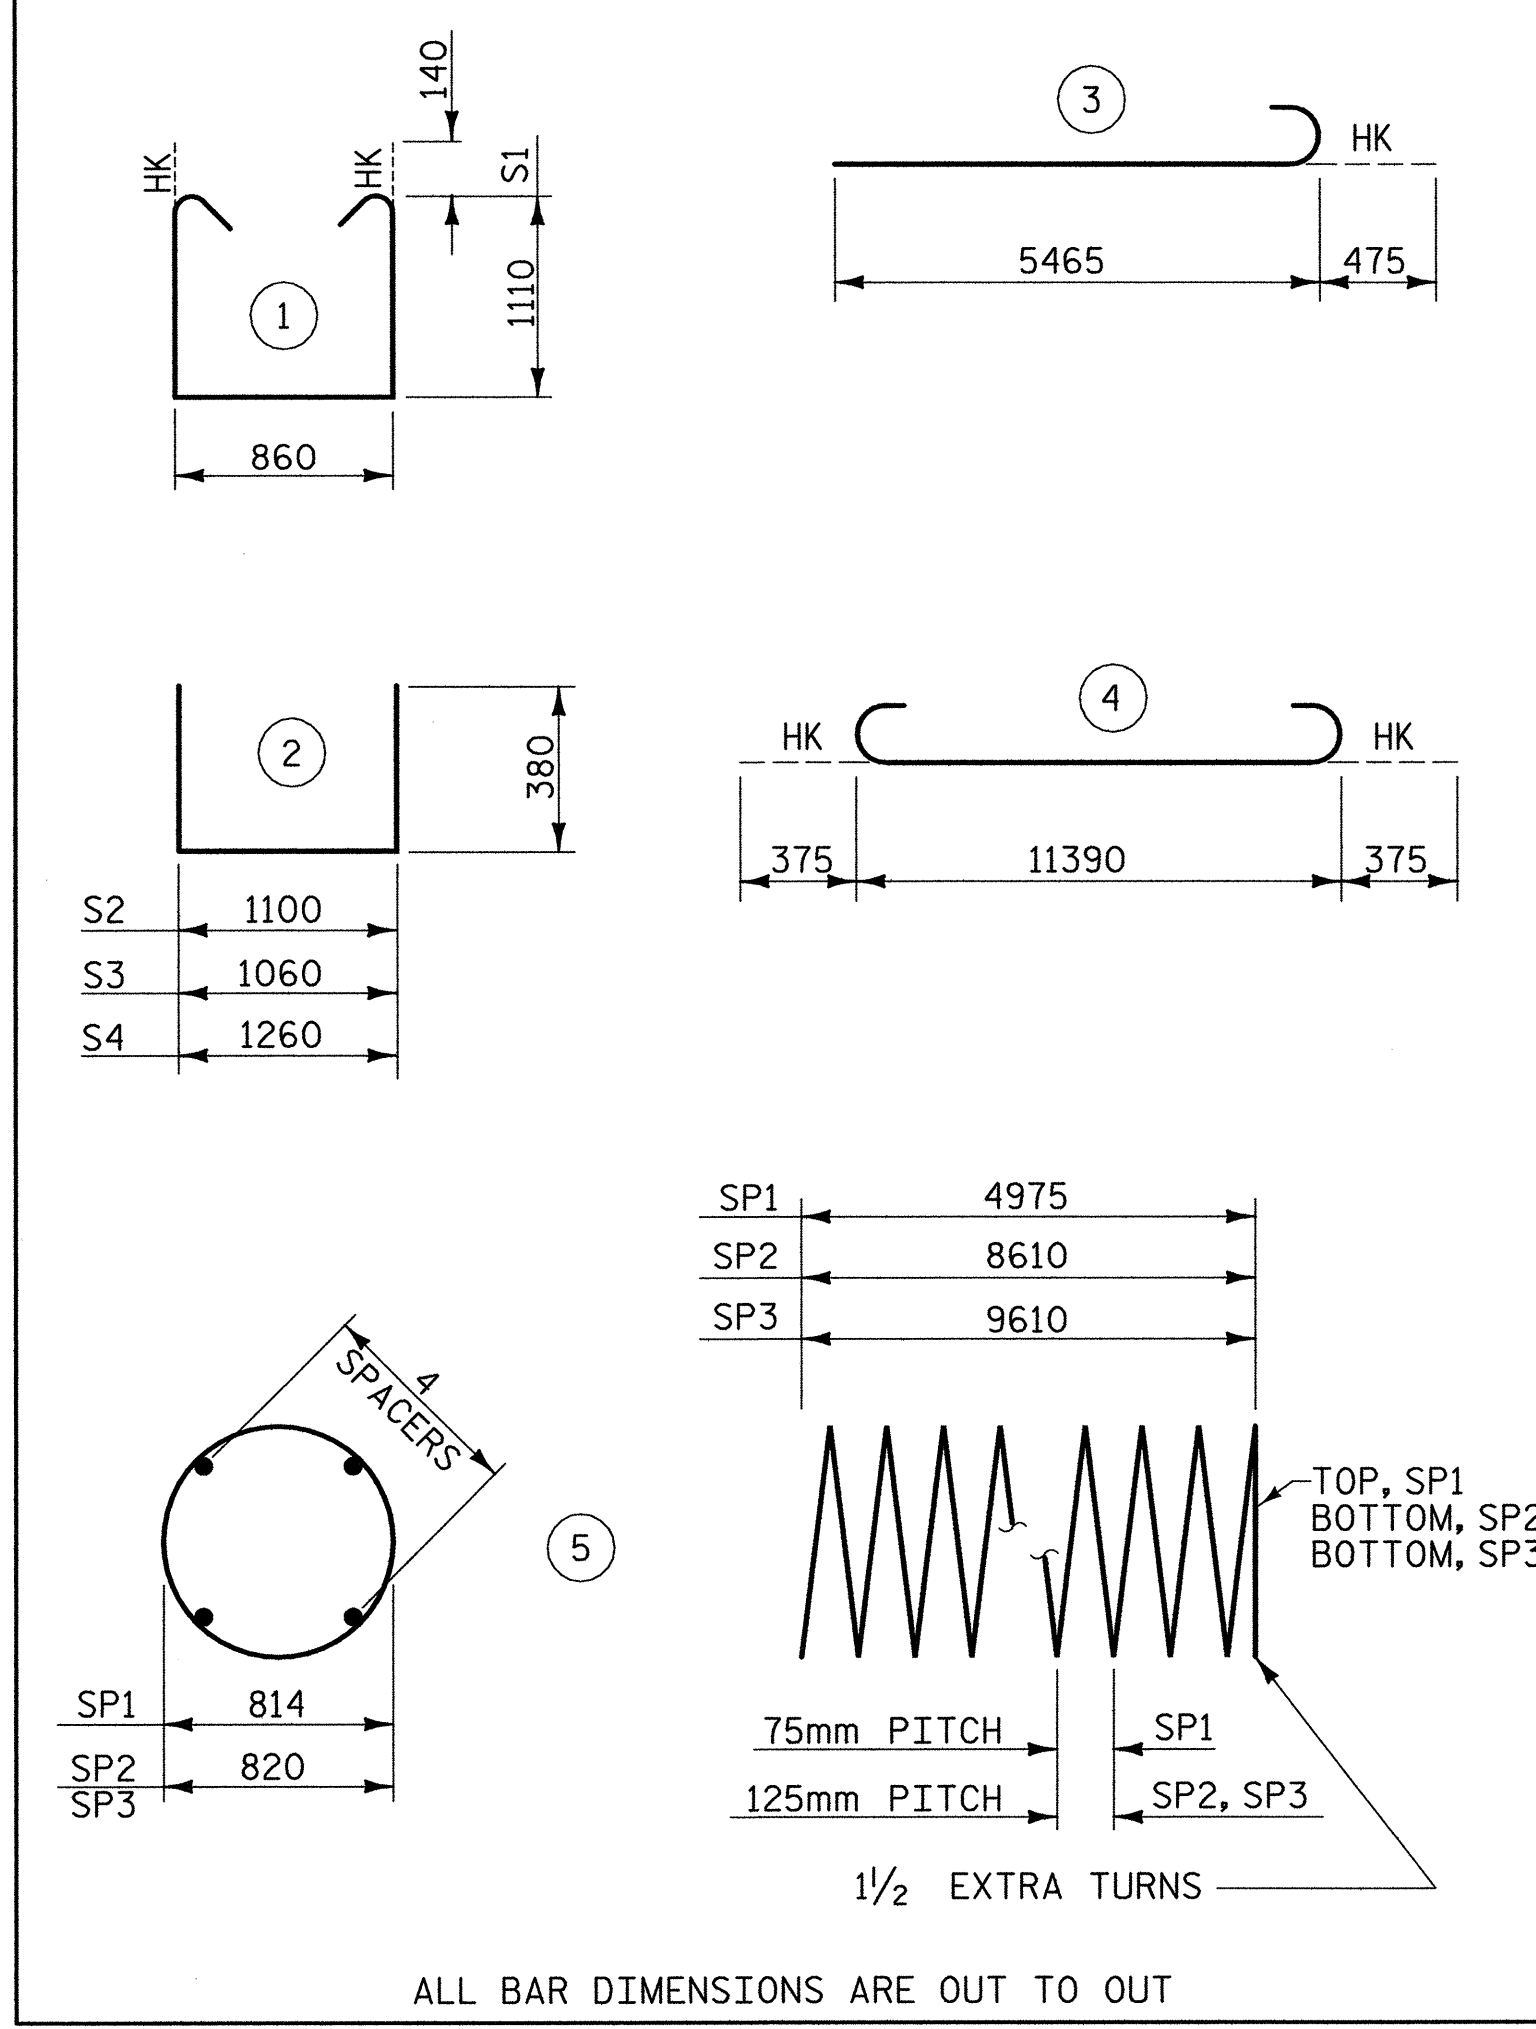 140
HK
HK
S1
1
1110
860
3
HK
5465
475
2
380
S2
1100
S3
1060
S4
1260
4
HK
HK
375
11390
375
4
SPACERS
5
SP1
814
SP2
820
SP3
SP1
4975
SP2
8610
SP3
9610
TOP, SP1
BOTTOM, SP2
BOTTOM, SP3
75mm PITCH
SP1
125mm PITCH
SP2, SP3
1½ EXTRA TURNS
ALL BAR DIMENSIONS ARE OUT TO OUT